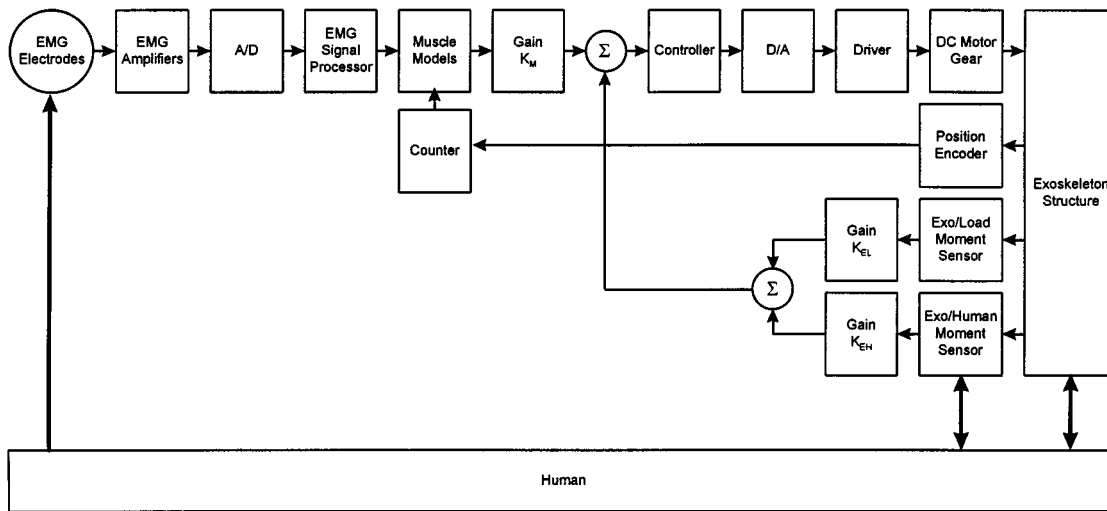 EMG
Electrodes
EMG
Amplifiers
A/D
EMG
Signal
Processor
Muscle
Models
Gain
K_M
Σ
Controller
D/A
Driver
DC Motor
Gear
Counter
Position
Encoder
Exoskeleton
Structure
Gain
K_EL
Exo/Load
Moment
Sensor
Σ
Gain
K_EH
Exo/Human
Moment
Sensor
Human